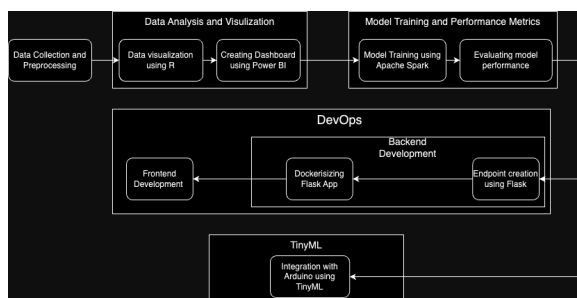 Data Analysis and Visulization
Model Training and Performance Metrics
Data Collection and
Preprocessing
Data visualization
using R
Creating Dashboard
using Power BI
Model Training using
Apache Spark
Evaluating model
performance
DevOps
Backend
Development
Frontend
Development
Dockerisizing
Flask App
Endpoint creation
using Flask
TinyML
Integration with
Arduino using
TinyML